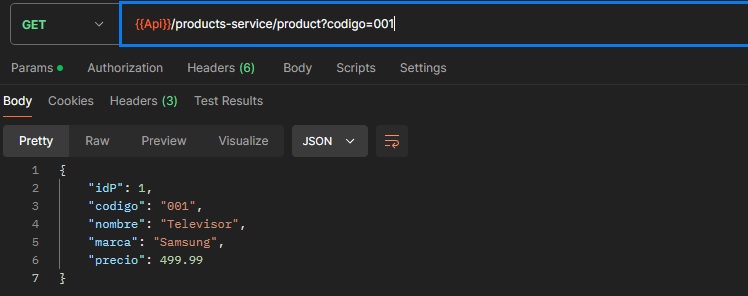 GET {{Api}}/products-service/product?codigo=001
Params Authorization Headers (6) Body Scripts Settings
Body Cookies Headers (3) Test Results
Pretty Raw Preview Visualize JSON
1 {
2 "idP": 1,
3 "codigo": "001",
4 "nombre": "Televisor",
5 "marca": "Samsung",
6 "precio": 499.99
7 }